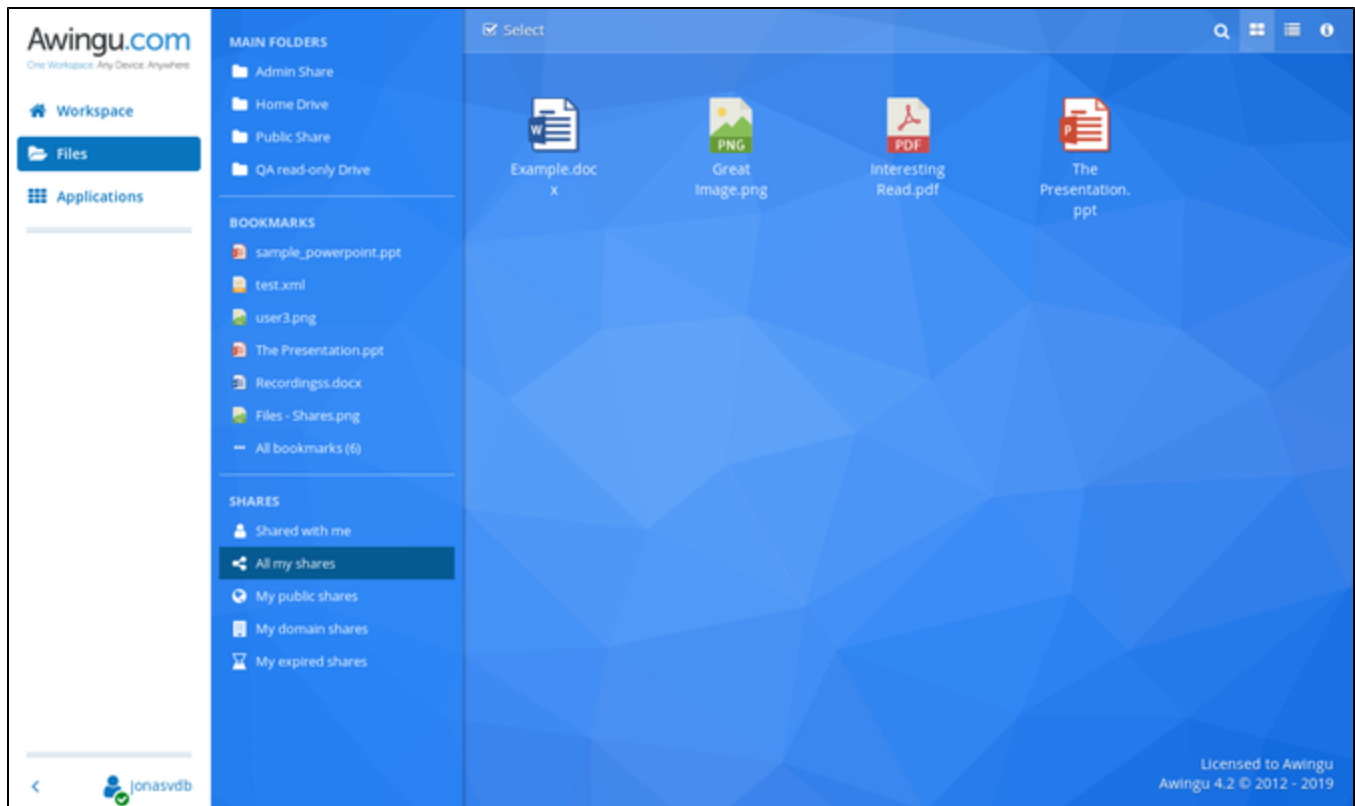 Awingu.com
One Workspace. Any Device. Anywhere.
Workspace
Files
Applications
jonasvdb
MAIN FOLDERS
Admin Share
Home Drive
Public Share
QA read-only Drive
BOOKMARKS
sample_powerpoint.ppt
test.xml
user3.png
The Presentation.ppt
Recordingss.docx
Files - Shares.png
All bookmarks (6)
SHARES
Shared with me
All my shares
My public shares
My domain shares
My expired shares
Select
W
Example.doc
x
PNG
Great
Image.png
PDF
Interesting
Read.pdf
P
The
Presentation.
ppt
Licensed to Awingu
Awingu 4.2 © 2012 - 2019